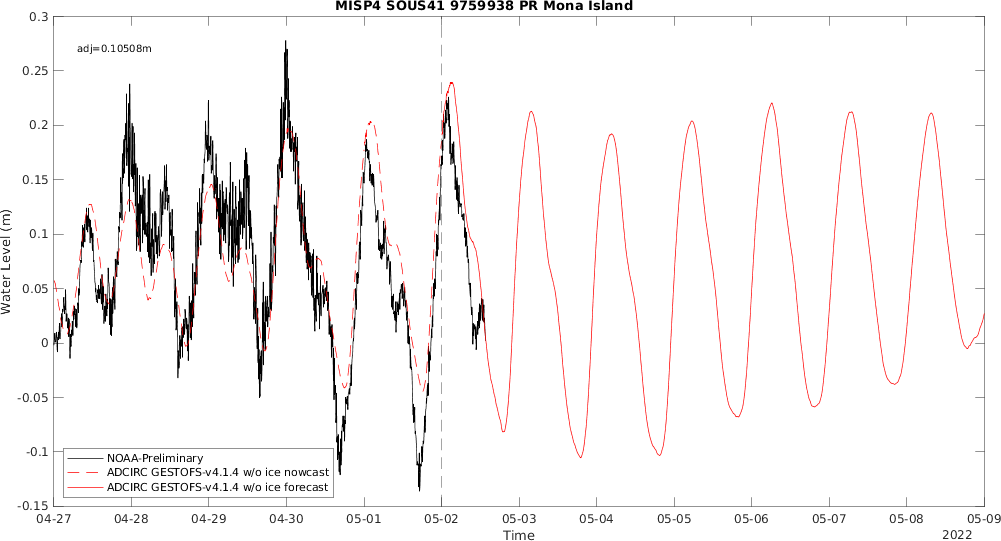 MISP4 SOUS41 9759938 PR Mona Island
adj=0.10508m
0.3
0.25
0.2
0.15
0.1
0.05
0
-0.05
-0.1
-0.15
Water Level (m)
NOAA-Preliminary
ADCIRC GESTOFS-v4.1.4 w/o ice nowcast
ADCIRC GESTOFS-v4.1.4 w/o ice forecast
04-27 04-28 04-29 04-30 05-01 05-02 05-03 05-04 05-05 05-06 05-07 05-08 05-09
Time
2022